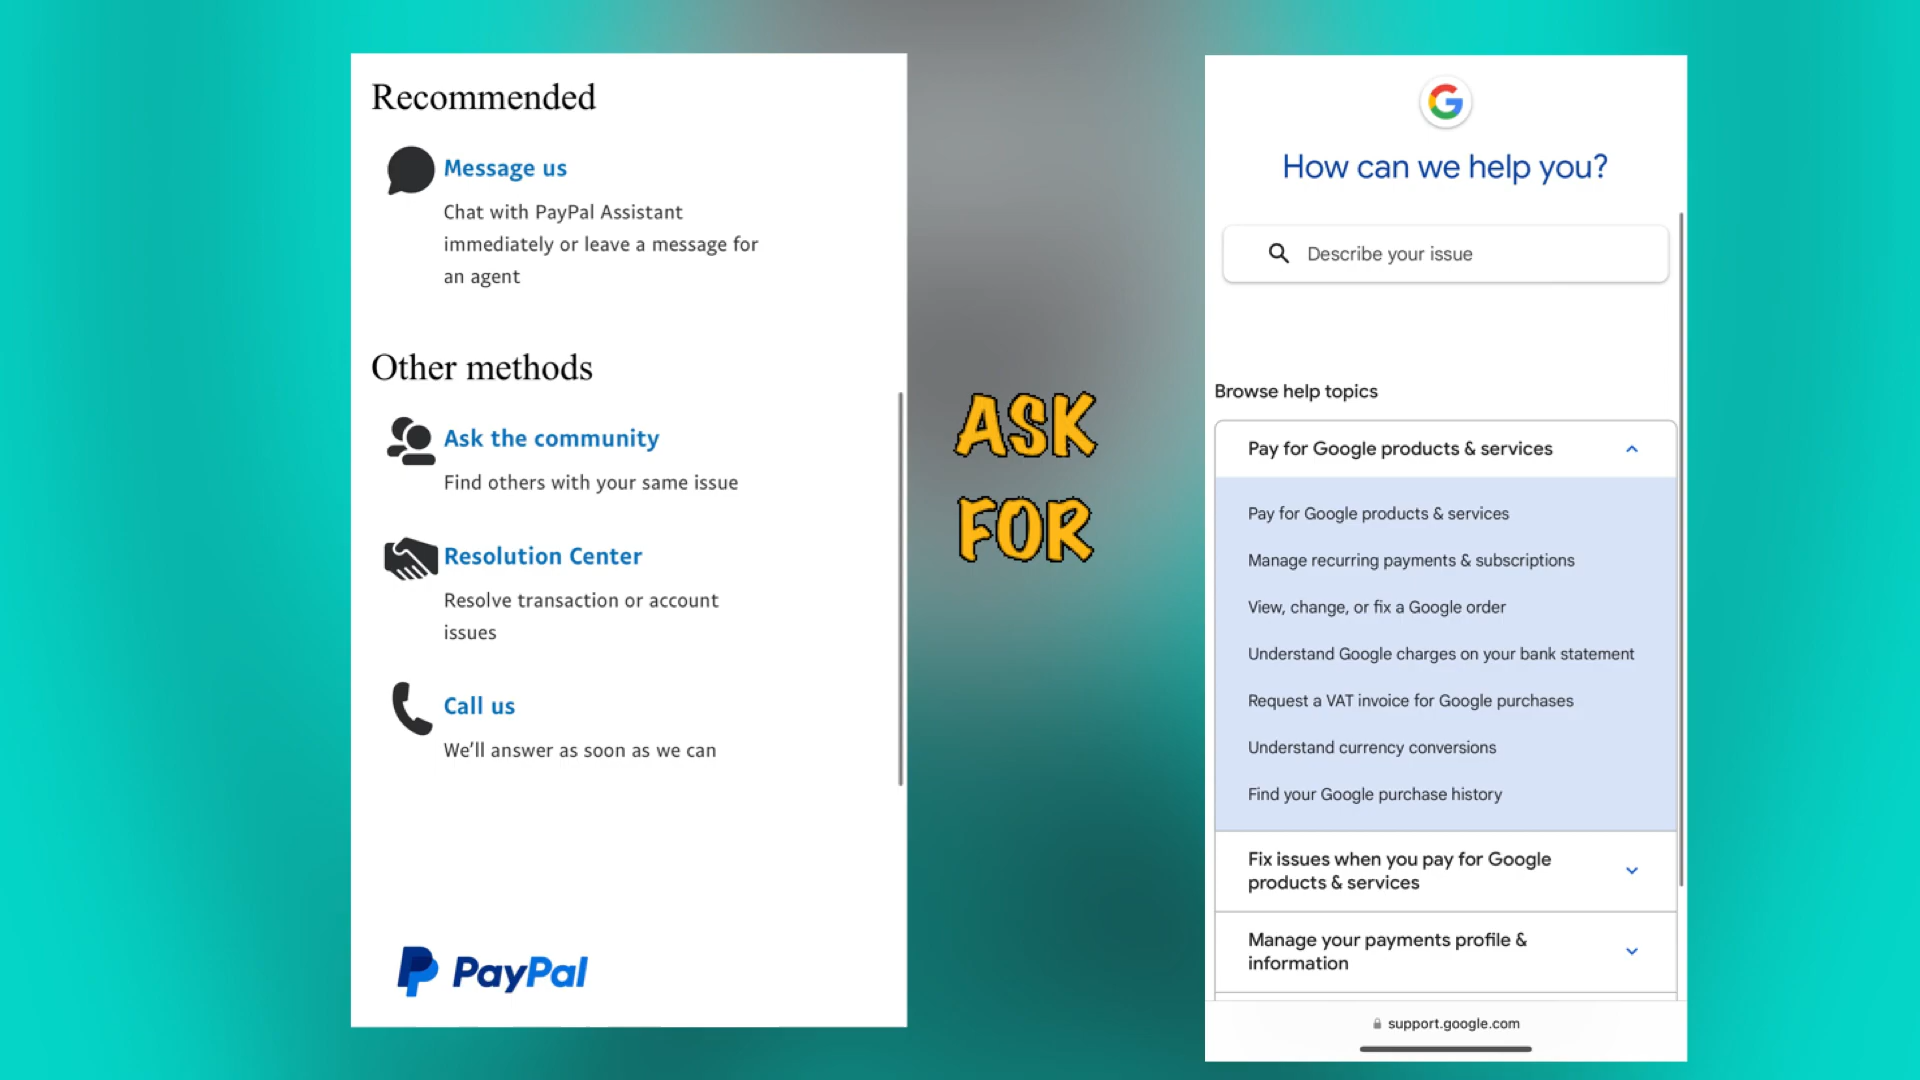 Recommended
Message us
Chat with PayPal Assistant
immediately or leave a message for
an agent
Other methods
Ask the community
Find others with your same issue
Resolution Center
Resolve transaction or account
issues
Call us
We'll answer as soon as we can
PayPal
ASK
FOR
How can we help you?
Describe your issue
Browse help topics
Pay for Google products & services
Pay for Google products & services
Manage recurring payments & subscriptions
View, change, or fix a Google order
Understand Google charges on your bank statement
Request a VAT invoice for Google purchases
Understand currency conversions
Find your Google purchase history
Fix issues when you pay for Google
products & services
Manage your payments profile &
information
support.google.com